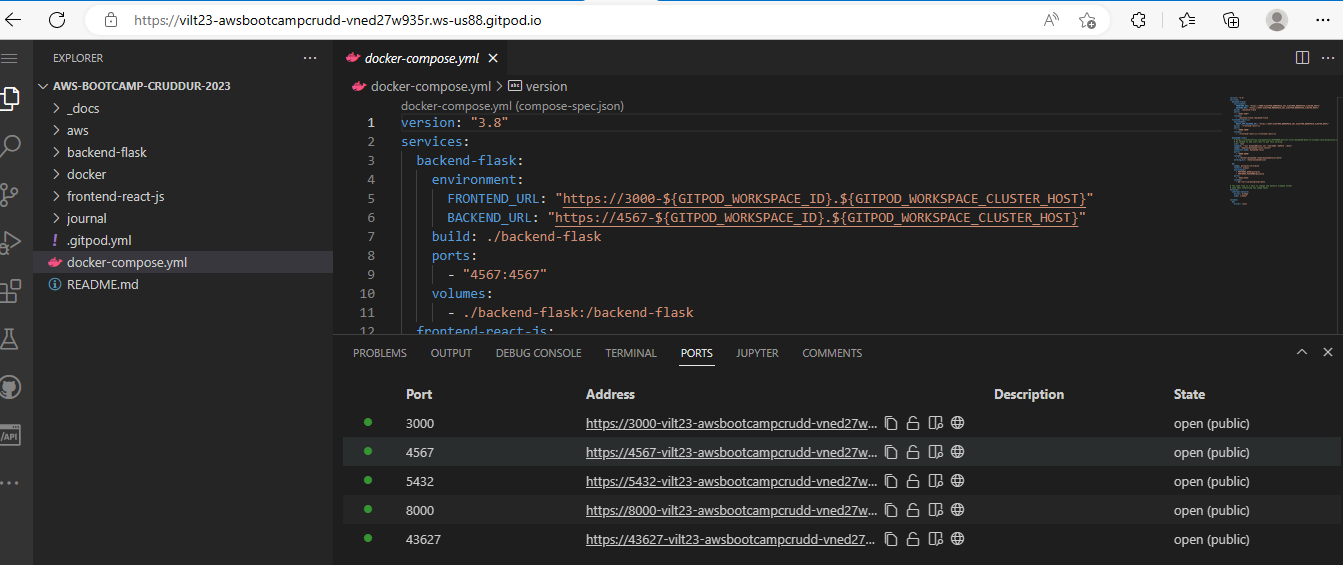 https://vilt23-awsbootcampcrudd-vned27w935r.ws-us88.gitpod.io
EXPLORER
AWS-BOOTCAMP-CRUDDUR-2023
_docs
aws
backend-flask
docker
frontend-react-js
journal
.gitpod.yml
docker-compose.yml
README.md
docker-compose.yml
docker-compose.yml > abc version
docker-compose.yml (compose-spec.json)
1 version: "3.8"
2 services:
3 backend-flask:
4 environment:
5 FRONTEND_URL: "https://3000-${GITPOD_WORKSPACE_ID}.${GITPOD_WORKSPACE_CLUSTER_HOST}"
6 BACKEND_URL: "https://4567-${GITPOD_WORKSPACE_ID}.${GITPOD_WORKSPACE_CLUSTER_HOST}"
7 build: ./backend-flask
8 ports:
9 - "4567:4567"
10 volumes:
11 - ./backend-flask:/backend-flask
12 frontend-react-js:
PROBLEMS OUTPUT DEBUG CONSOLE TERMINAL PORTS JUPYTER COMMENTS
Port Address Description State
3000 https://3000-vilt23-awsbootcampcrudd-vned27w... open (public)
4567 https://4567-vilt23-awsbootcampcrudd-vned27w... open (public)
5432 https://5432-vilt23-awsbootcampcrudd-vned27w... open (public)
8000 https://8000-vilt23-awsbootcampcrudd-vned27w... open (public)
43627 https://43627-vilt23-awsbootcampcrudd-vned27... open (public)
/API